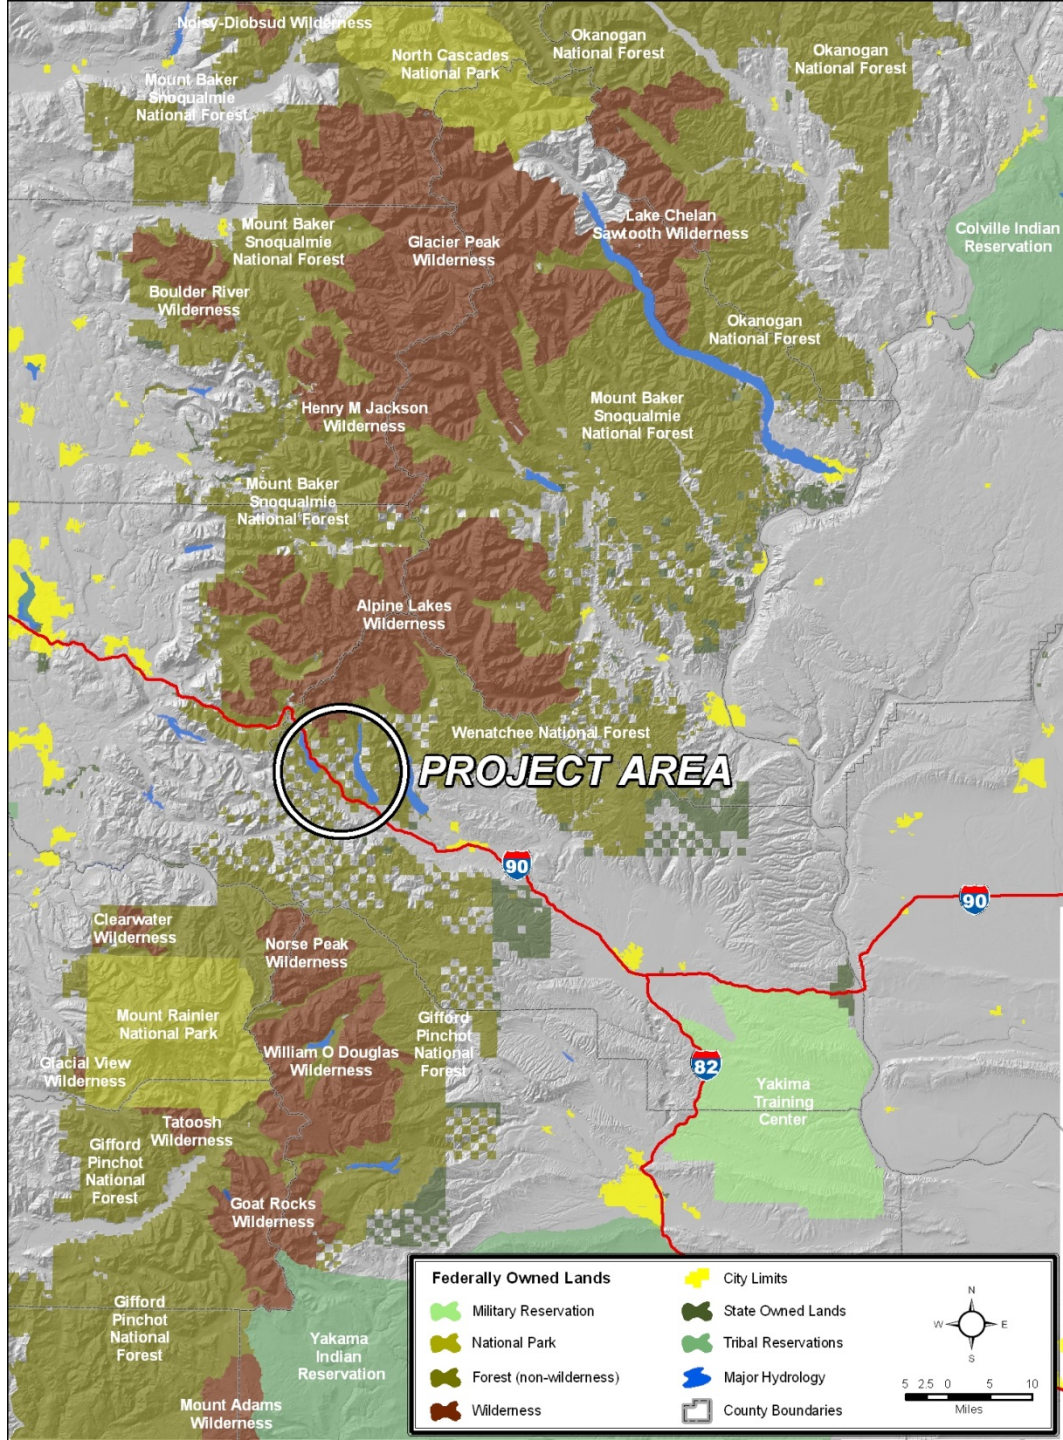 Noisy-Diobsud Wilderness
North Cascades
National Park
Okanogan
National Forest
Okanogan
National Forest
Mount Baker
Snoqualmie
National Forest
Lake Chelan
Sawtooth Wilderness
Colville Indian
Reservation
Mount Baker
Snoqualmie
National Forest
Glacier Peak
Wilderness
Boulder River
Wilderness
Okanogan
National Forest
Henry M Jackson
Wilderness
Mount Baker
Snoqualmie
National Forest
Mount Baker
Snoqualmie
National Forest
Alpine Lakes
Wilderness
Wenatchee National Forest
PROJECT AREA
90
90
Clearwater
Wilderness
Norse Peak
Wilderness
Mount Rainier
National Park
Gifford
Pinchot
National
Forest
Glacial View
Wilderness
William O Douglas
Wilderness
82
Yakima
Training
Center
Tatoosh
Wilderness
Gifford
Pinchot
National
Forest
Goat Rocks
Wilderness
Gifford
Pinchot
National
Forest
Yakama
Indian
Reservation
Mount Adams
Wilderness
Federally Owned Lands
Military Reservation
National Park
Forest (non-wilderness)
Wilderness
City Limits
State Owned Lands
Tribal Reservations
Major Hydrology
County Boundaries
N
W E
S
5 2.5 0 5 10
Miles